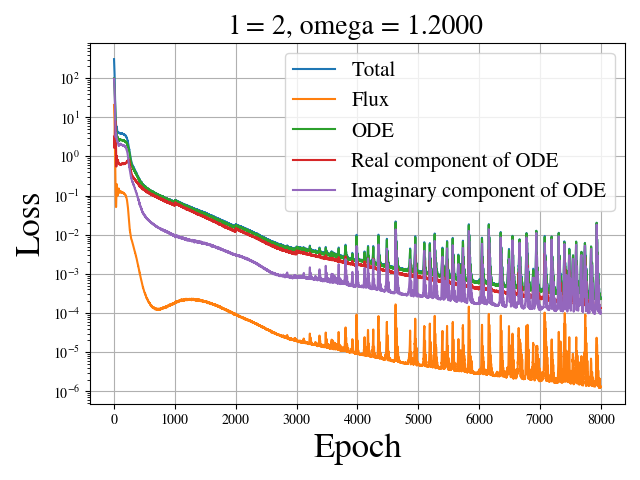 l = 2, omega = 1.2000
Total
Flux
ODE
Real component of ODE
Imaginary component of ODE
Loss
10²
10¹
10⁰
10⁻¹
10⁻²
10⁻³
10⁻⁴
10⁻⁵
10⁻⁶
0 1000 2000 3000 4000 5000 6000 7000 8000
Epoch